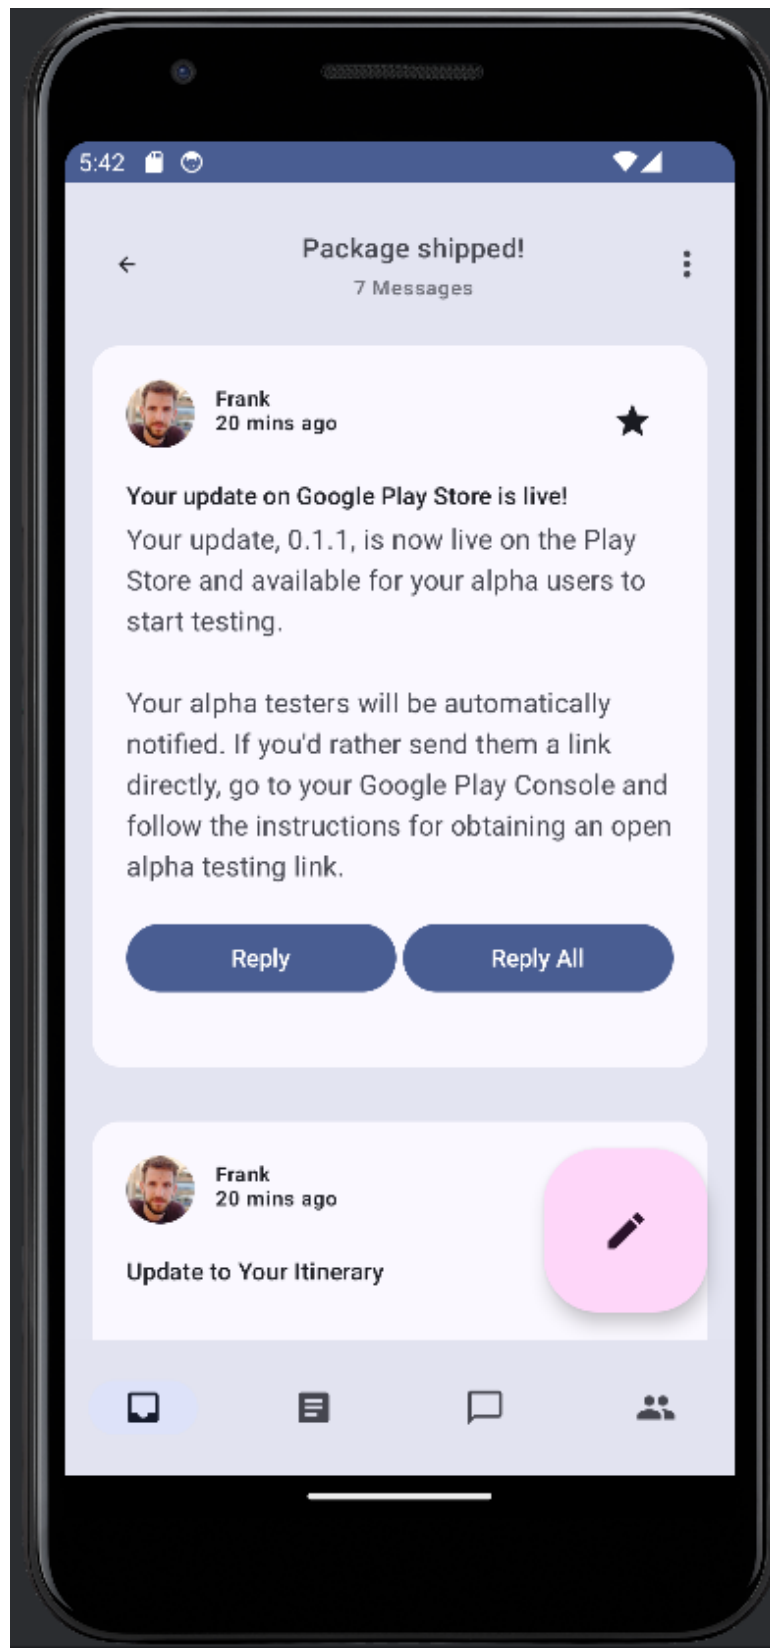 5:42
Package shipped!
7 Messages
Frank
20 mins ago
Your update on Google Play Store is live!
Your update, 0.1.1, is now live on the Play
Store and available for your alpha users to
start testing.
Your alpha testers will be automatically
notified. If you'd rather send them a link
directly, go to your Google Play Console and
follow the instructions for obtaining an open
alpha testing link.
Reply
Reply All
Frank
20 mins ago
Update to Your Itinerary